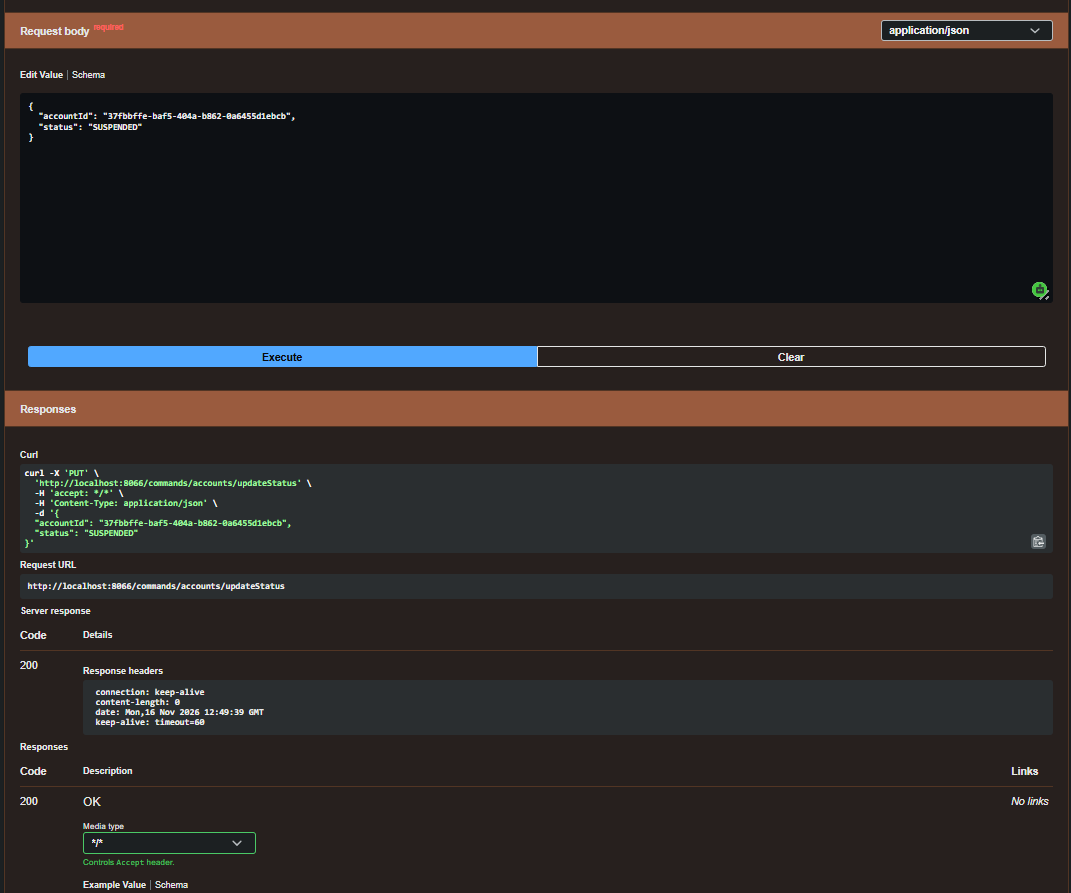 Request body required
application/json
Edit Value | Schema
{
  "accountId": "37fbbffe-baf5-404a-b862-0a6455d1ebcb",
  "status": "SUSPENDED"
}
Execute
Clear
Responses
Curl
curl -X 'PUT' \
  'http://localhost:8066/commands/accounts/updateStatus' \
  -H 'accept: */*' \
  -H 'Content-Type: application/json' \
  -d '{
  "accountId": "37fbbffe-baf5-404a-b862-0a6455d1ebcb",
  "status": "SUSPENDED"
}'
Request URL
http://localhost:8066/commands/accounts/updateStatus
Server response
Code Details
200
Response headers
connection: keep-alive
content-length: 0
date: Mon,16 Nov 2026 12:49:39 GMT
keep-alive: timeout=60
Responses
Code Description Links
200 OK No links
Media type
*/*
Controls Accept header.
Example Value | Schema